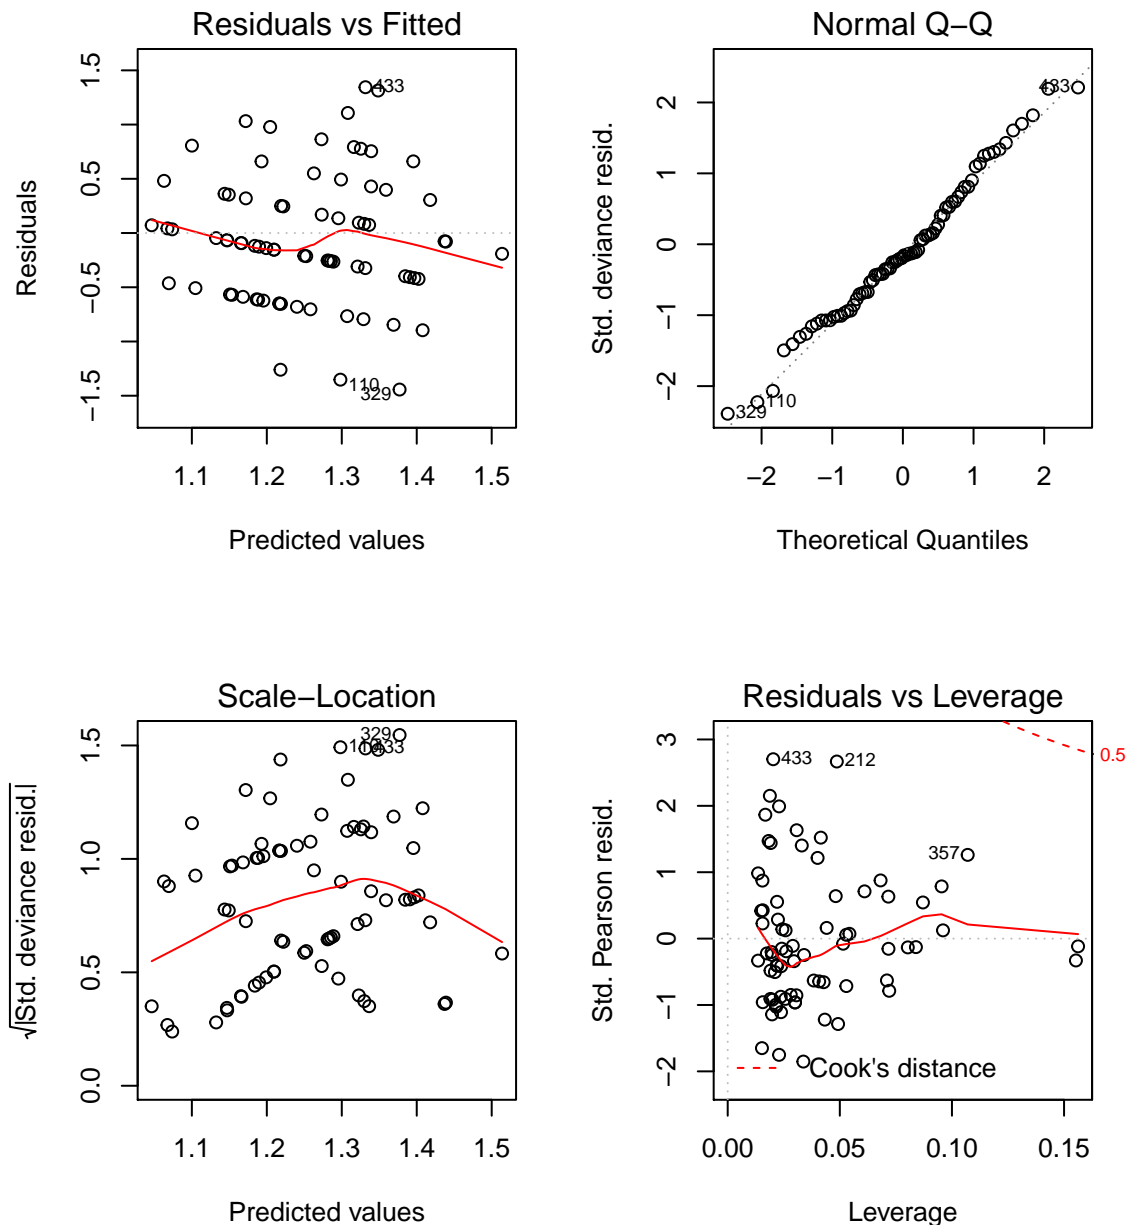 Residuals vs Fitted
Residuals
1.5
0.5
−0.5
−1.5
433
110
329
1.1 1.2 1.3 1.4 1.5
Predicted values
Normal Q−Q
Std. deviance resid.
2
1
0
−1
−2
433
110
329
−2 −1 0 1 2
Theoretical Quantiles
Scale−Location
√|Std. deviance resid.|
1.5
1.0
0.5
0.0
329
110
433
1.1 1.2 1.3 1.4 1.5
Predicted values
Residuals vs Leverage
Std. Pearson resid.
3
2
1
0
−1
−2
433
212
357
0.5
Cook's distance
0.00 0.05 0.10 0.15
Leverage